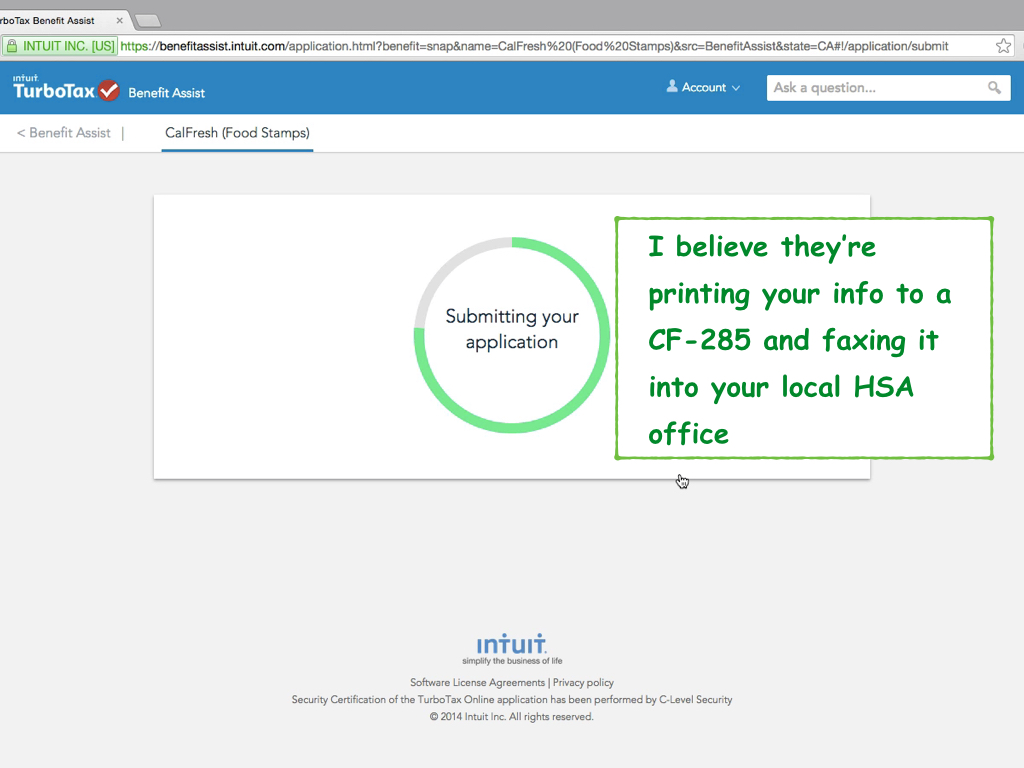 rboTax Benefit Assist
INTUIT INC. [US] https://benefitassist.intuit.com/application.html?benefit=snap&name=CalFresh%20(Food%20Stamps)&src=BenefitAssist&state=CA#!/application/submit
intuit.
TurboTax Benefit Assist
Account
Ask a question...
< Benefit Assist |
CalFresh (Food Stamps)
Submitting your
application
I believe they're
printing your info to a
CF-285 and faxing it
into your local HSA
office
intuit.
simplify the business of life
Software License Agreements | Privacy policy
Security Certification of the TurboTax Online application has been performed by C-Level Security
© 2014 Intuit Inc. All rights reserved.